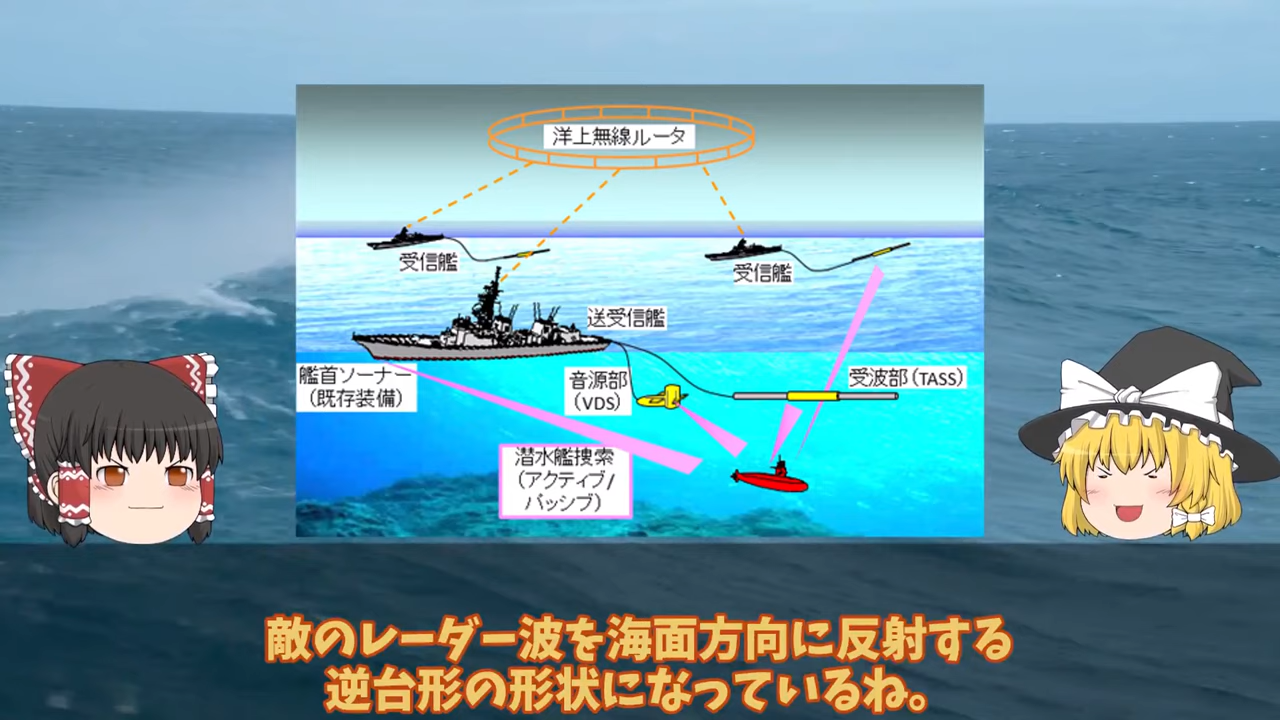 洋上無線ルータ
受信艦
受信艦
送受信艦
艦首ソーナー
（既存装備）
音源部
（VDS）
受波部（TASS）
潜水艦捜索
（アクティブ/
パッシブ）
敵のレーダー波を海面方向に反射する
逆台形の形状になっているね。